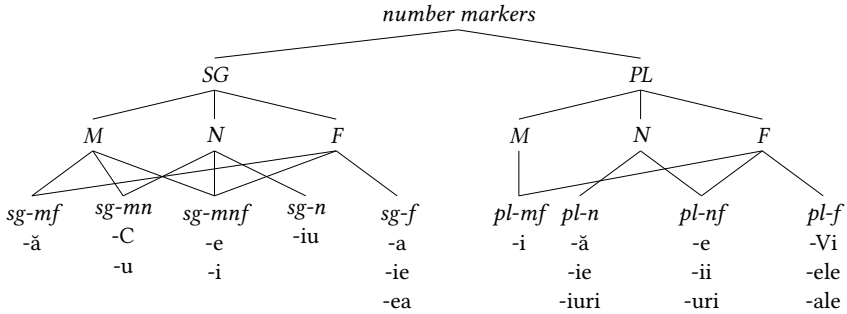 number markers
SG PL
M N F M N F
sg-mf sg-mn sg-mnf sg-n sg-f pl-mf pl-n pl-nf pl-f
-ă -C -e -iu -a -i -ă -e -Vi
-u -i -ie -ie -ii -ele
-ea -iuri -uri -ale